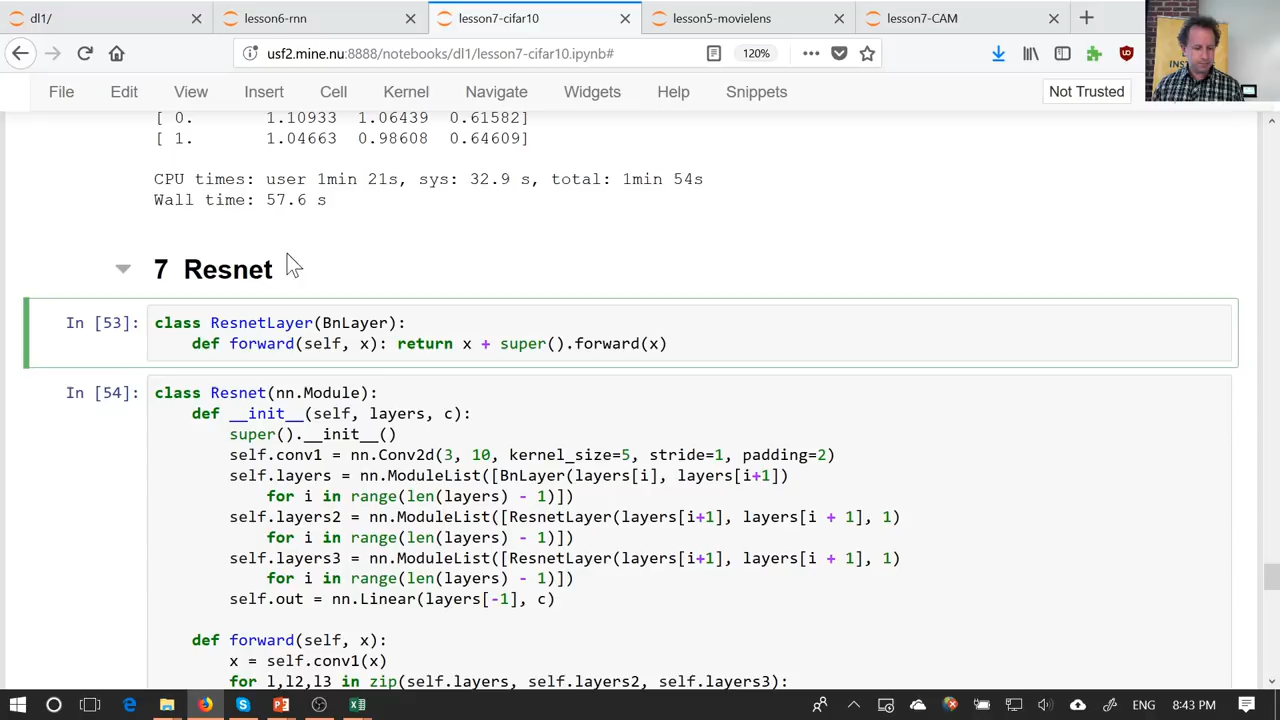 dl1/
lesson6-rnn
lesson7-cifar10
lesson5-movielens
lesson7-CAM
usf2.mine.nu:8888/notebooks/dl1/lesson7-cifar10.ipynb#
120%
File Edit View Insert Cell Kernel Navigate Widgets Help Snippets
Not Trusted
[ 0. 1.10933 1.06439 0.61582]
[ 1. 1.04663 0.98608 0.64609]
CPU times: user 1min 21s, sys: 32.9 s, total: 1min 54s
Wall time: 57.6 s
7 Resnet
In [53]:
class ResnetLayer(BnLayer):
def forward(self, x): return x + super().forward(x)
In [54]:
class Resnet(nn.Module):
def __init__(self, layers, c):
super().__init__()
self.conv1 = nn.Conv2d(3, 10, kernel_size=5, stride=1, padding=2)
self.layers = nn.ModuleList([BnLayer(layers[i], layers[i+1])
for i in range(len(layers) - 1)])
self.layers2 = nn.ModuleList([ResnetLayer(layers[i+1], layers[i + 1], 1)
for i in range(len(layers) - 1)])
self.layers3 = nn.ModuleList([ResnetLayer(layers[i+1], layers[i + 1], 1)
for i in range(len(layers) - 1)])
self.out = nn.Linear(layers[-1], c)
def forward(self, x):
x = self.conv1(x)
for l,l2,l3 in zip(self.layers, self.layers2, self.layers3):
ENG
8:43 PM